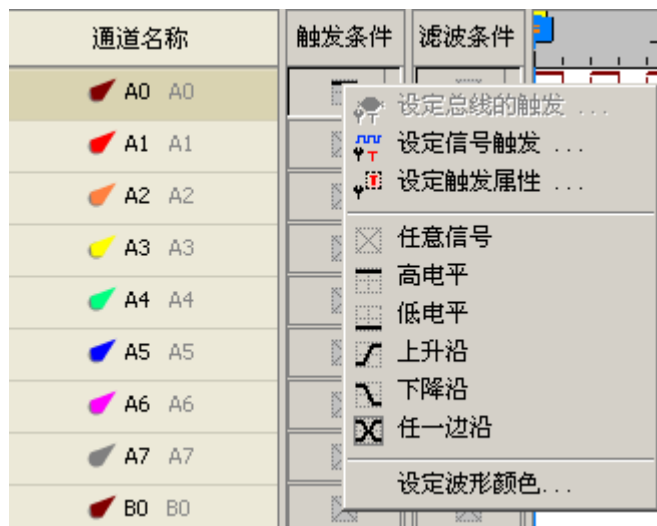 通道名称 触发条件 滤波条件
A0 A0
设定总线的触发 ...
A1 A1
设定信号触发 ...
A2 A2
设定触发属性 ...
A3 A3
任意信号
高电平
A4 A4
低电平
A5 A5
上升沿
A6 A6
下降沿
任一边沿
A7 A7
设定波形颜色...
B0 B0